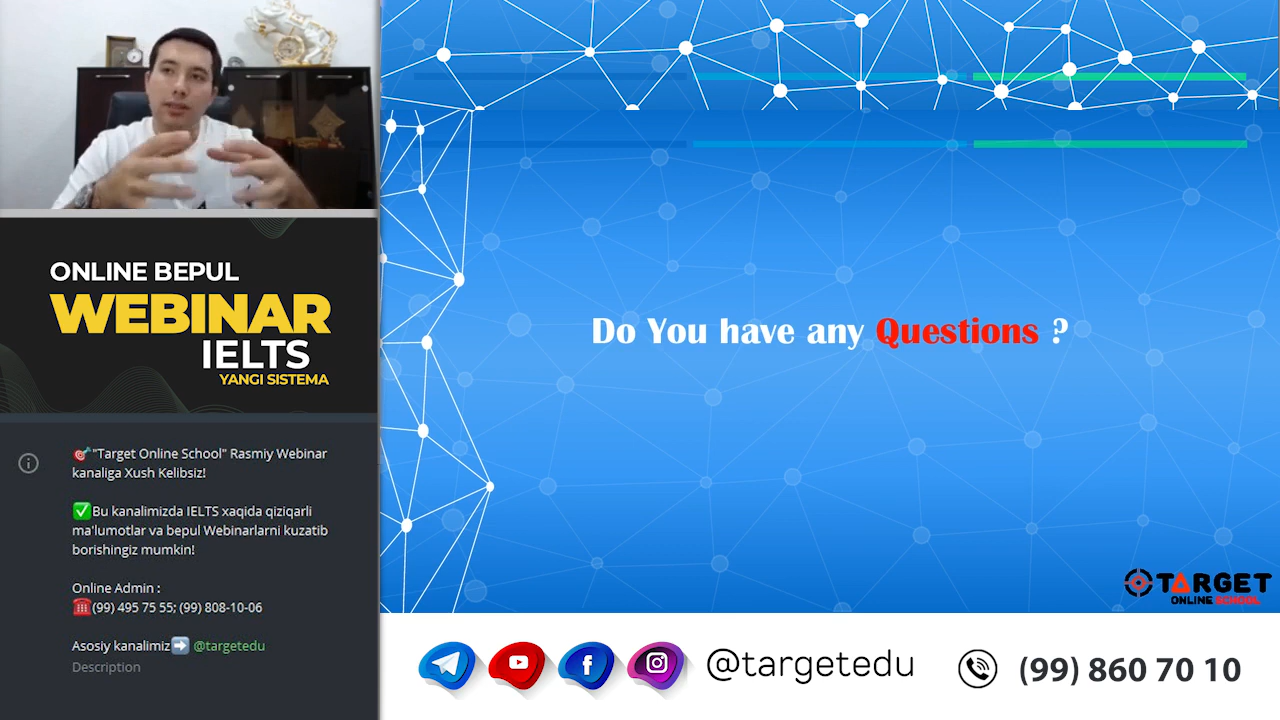 ONLINE BEPUL
WEBINAR
IELTS
YANGI SISTEMA
"Target Online School" Rasmiy Webinar
kanaliga Xush Kelibsiz!
Bu kanalimizda IELTS xaqida qiziqarli
ma'lumotlar va bepul Webinarlarni kuzatib
borishingiz mumkin!
Online Admin :
(99) 495 75 55; (99) 808-10-06
Asosiy kanalimiz @targetedu
Description
Do You have any Questions ?
TARGET
ONLINE SCHOOL
@targetedu
(99) 860 70 10